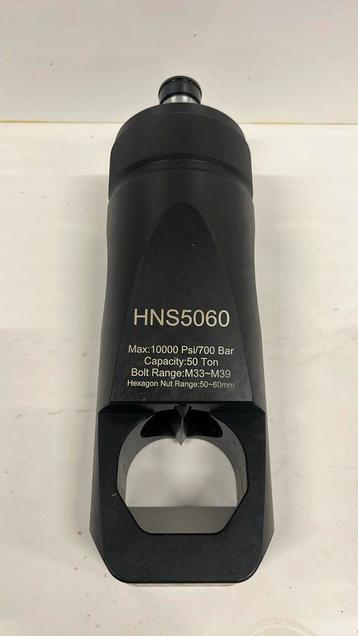 HNS5060
Max:10000 Psi/700 Bar
Capacity:50 Ton
Bolt Range:M33~M39
Hexagon Nut Range:50~60mm